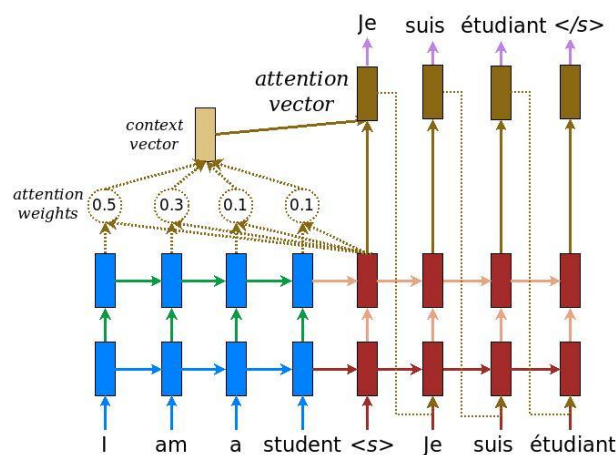 Je suis étudiant </s>
attention
vector
context
vector
attention
weights
0.5 0.3 0.1 0.1
I am a student <s> Je suis étudiant